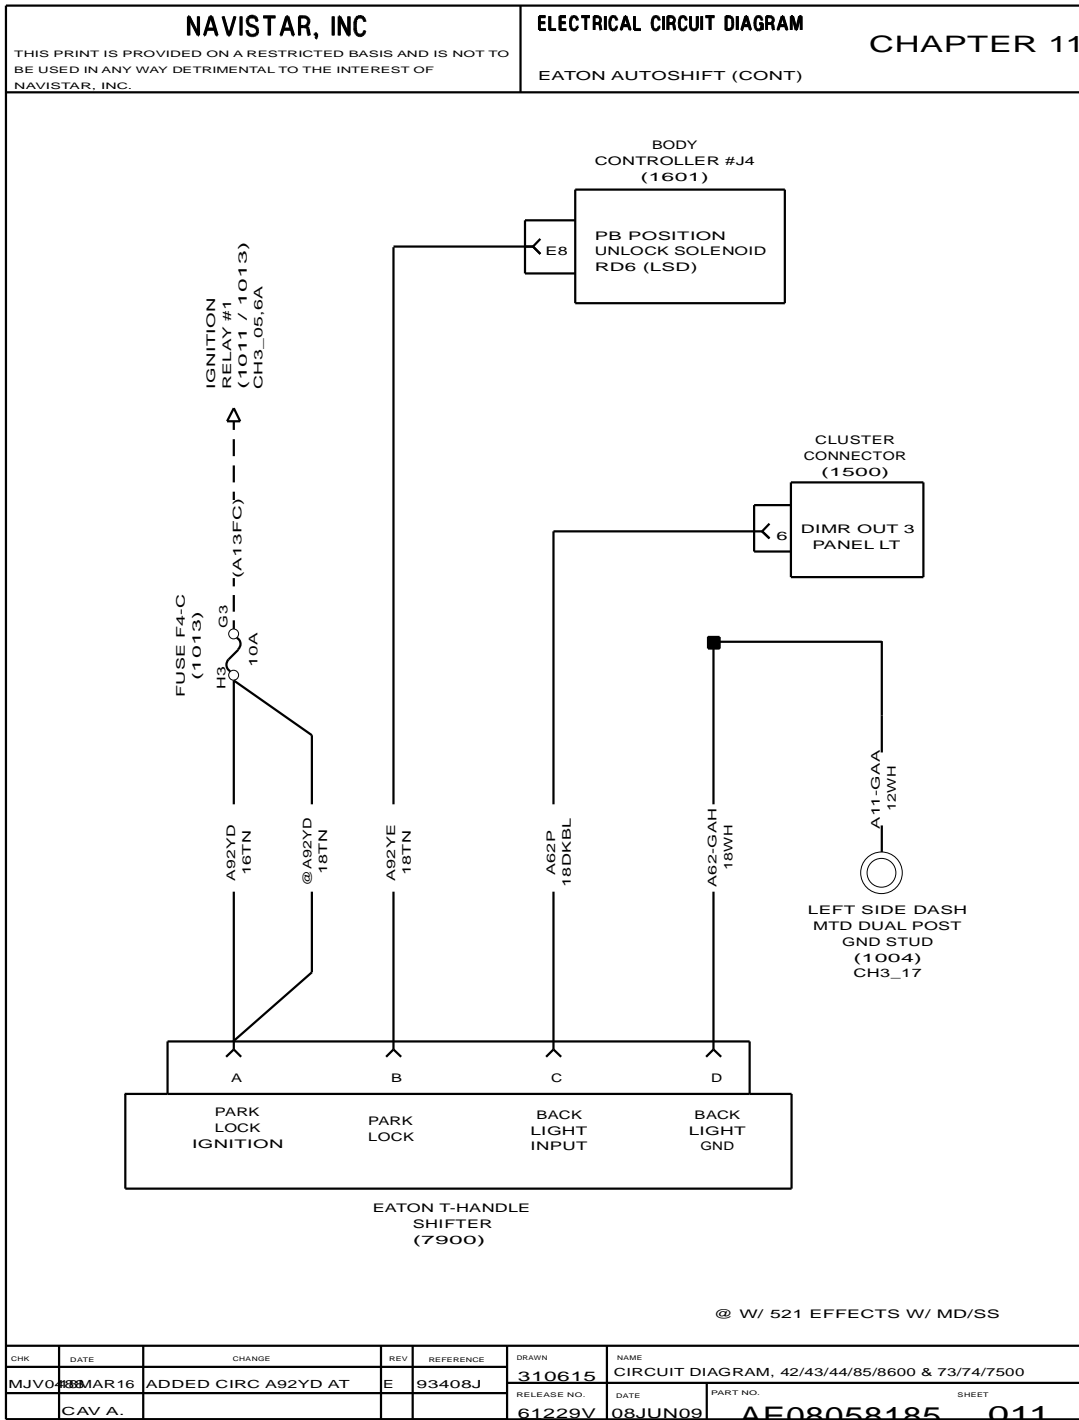 NAVISTAR, INC
THIS PRINT IS PROVIDED ON A RESTRICTED BASIS AND IS NOT TO
BE USED IN ANY WAY DETRIMENTAL TO THE INTEREST OF
NAVISTAR, INC.
ELECTRICAL CIRCUIT DIAGRAM
EATON AUTOSHIFT (CONT)
CHAPTER 11
BODY
CONTROLLER #J4
(1601)
E8
PB POSITION
UNLOCK SOLENOID
RD6 (LSD)
IGNITION
RELAY #1
(1011 / 1013)
CH3_05,6A
(A13FC)
CLUSTER
CONNECTOR
(1500)
6
DIMR OUT 3
PANEL LT
FUSE F4-C
(1013)
G3
H3
10A
A92YD
16TN
@A92YD
18TN
A92YE
18TN
A62P
18DKBL
A62-GAH
18WH
A11-GAA
12WH
LEFT SIDE DASH
MTD DUAL POST
GND STUD
(1004)
CH3_17
A
B
C
D
PARK
LOCK
IGNITION
PARK
LOCK
BACK
LIGHT
INPUT
BACK
LIGHT
GND
EATON T-HANDLE
SHIFTER
(7900)
@ W/ 521 EFFECTS W/ MD/SS
CHK DATE CHANGE REV REFERENCE
MAR16 ADDED CIRC A92YD AT E 93408J
CAV A.
DRAWN
310615
NAME
CIRCUIT DIAGRAM, 42/43/44/85/8600 & 73/74/7500
RELEASE NO.
61229V
DATE
08JUN09
PART NO.
AF08058185
SHEET
011